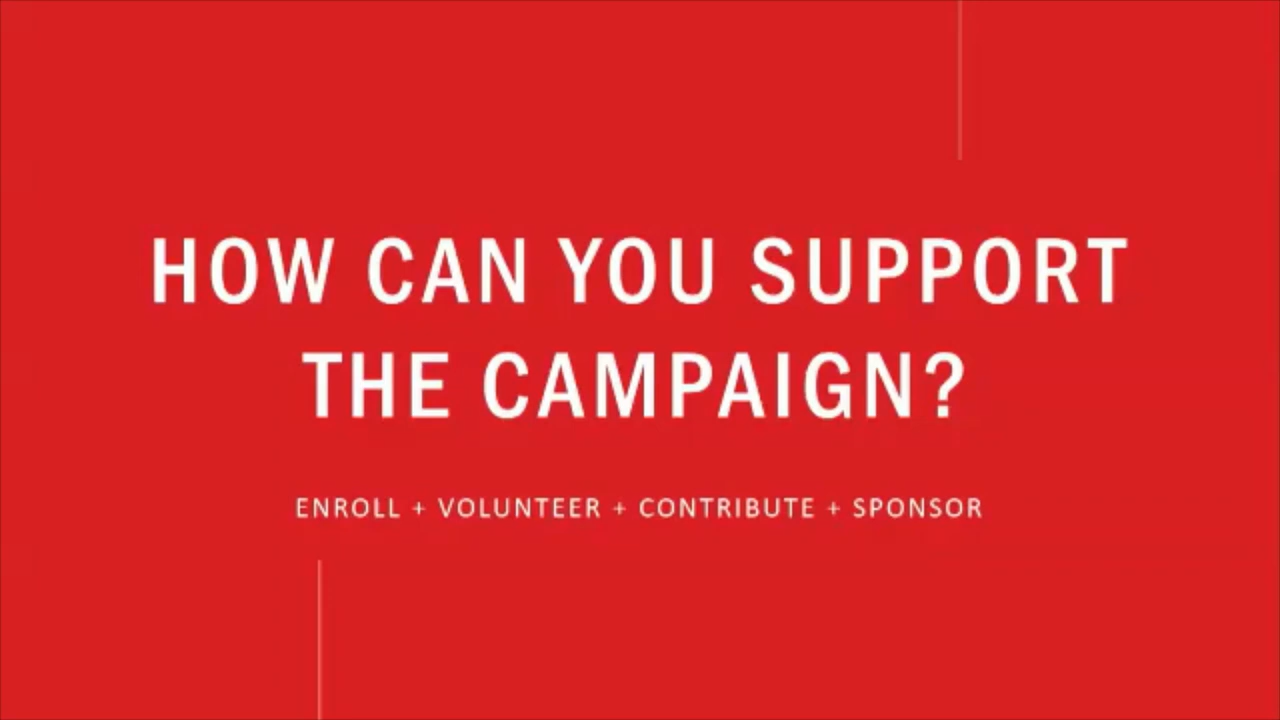 HOW CAN YOU SUPPORT
THE CAMPAIGN?
ENROLL + VOLUNTEER + CONTRIBUTE + SPONSOR